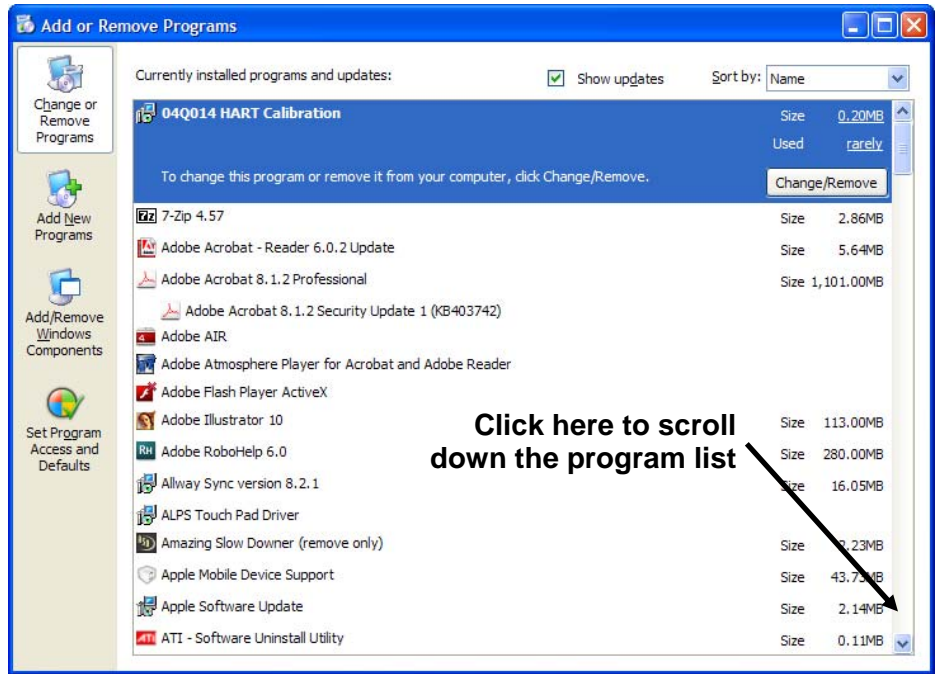 Add or Remove Programs
Change or
Remove
Programs
Add New
Programs
Add/Remove
Windows
Components
Set Program
Access and
Defaults
Currently installed programs and updates:
Show updates
Sort by: Name
04Q014 HART Calibration Size 0.20MB
Used rarely
To change this program or remove it from your computer, click Change/Remove. Change/Remove
7-Zip 4.57 Size 2.86MB
Adobe Acrobat - Reader 6.0.2 Update Size 5.64MB
Adobe Acrobat 8.1.2 Professional Size 1,101.00MB
Adobe Acrobat 8.1.2 Security Update 1 (KB403742)
Adobe AIR
Adobe Atmosphere Player for Acrobat and Adobe Reader
Adobe Flash Player ActiveX
Adobe Illustrator 10 Size 113.00MB
Adobe RoboHelp 6.0 Size 280.00MB
Allway Sync version 8.2.1 Size 16.05MB
ALPS Touch Pad Driver
Amazing Slow Downer (remove only) Size
Apple Mobile Device Support Size 43.73MB
Apple Software Update Size 2.14MB
ATI - Software Uninstall Utility Size 0.11MB
Click here to scroll
down the program list